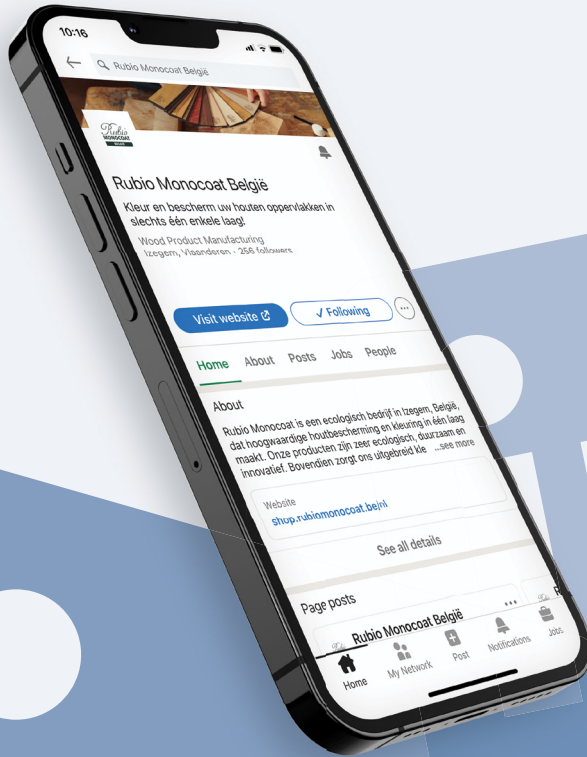 10:16
Rubio Monocoat België
Rubio
MONOCOAT
Rubio Monocoat België
Kleur en bescherm uw houten oppervlakken in
slechts één enkele laag!
Wood Product Manufacturing
Izegem, Vlaanderen · 256 followers
Visit website
✓ Following
...
Home About Posts Jobs People
About
Rubio Monocoat is een ecologisch bedrijf in Izegem, België,
dat hoogwaardige houtbescherming en kleuring in één laag
maakt. Onze producten zijn zeer ecologisch, duurzaam en
innovatief. Bovendien zorgt ons uitgebreid kle ...see more
Website
shop.rubiomonocoat.be/nl
See all details
Page posts
Rubio Monocoat België ... R
Home My Network Post Notifications Jobs